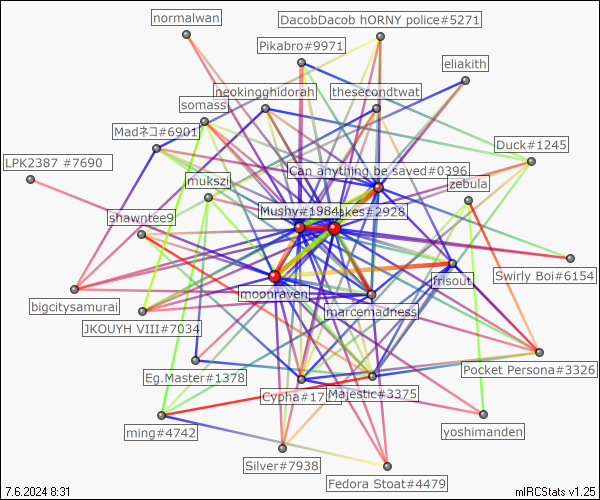 normalwan
DacobDacob hORNY police#5271
Pikabro#9971
eliakith
neokingghidorah
thesecondtwat
somass
Madネコ#6901
Duck#1245
LPK2387 #7690
Can anything be saved#0396
mukszi
zebula
Mushy#1984
akes#2928
shawntee9
Swirly Boi#6154
frisout
moonraven
bigcitysamurai
marcemadness
JKOUYH VIII#7034
Pocket Persona#3326
Eg.Master#1378
Cypha#17
Majestic#3375
ming#4742
yoshimanden
Silver#7938
Fedora Stoat#4479
7.6.2024 8:31
mIRCStats v1.25